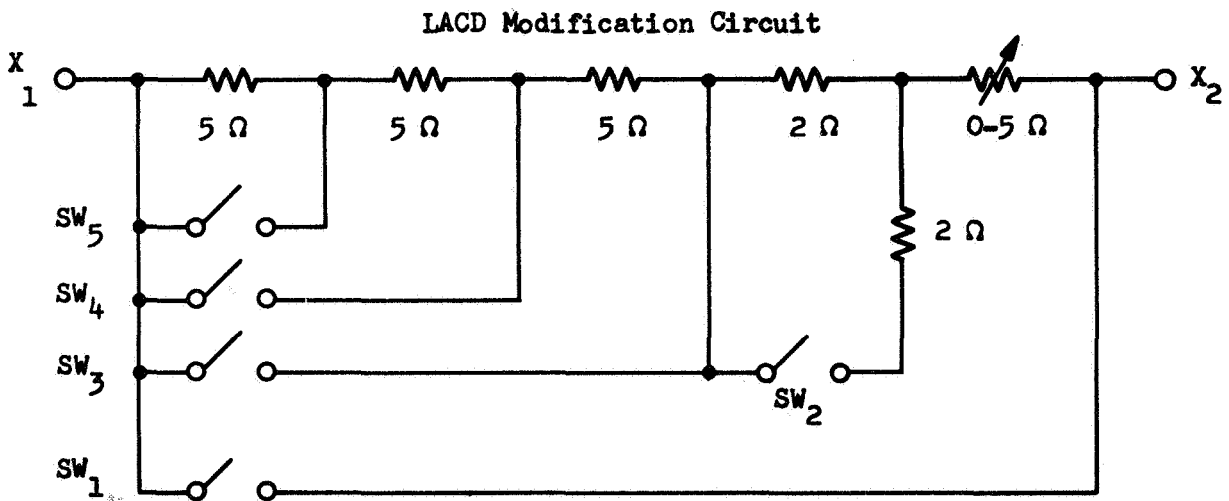 LACD Modification Circuit
X1
X2
5 Ω
5 Ω
5 Ω
2 Ω
0-5 Ω
SW5
2 Ω
SW4
SW3
SW2
SW1